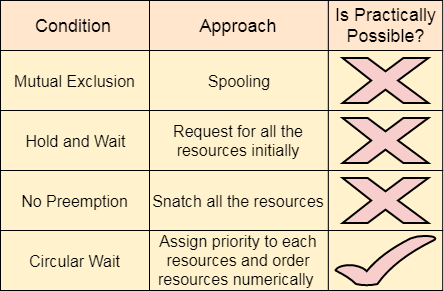 Condition
Approach
Is Practically
Possible?
Mutual Exclusion
Spooling
Hold and Wait
Request for all the
resources initially
No Preemption
Snatch all the resources
Circular Wait
Assign priority to each
resources and order
resources numerically